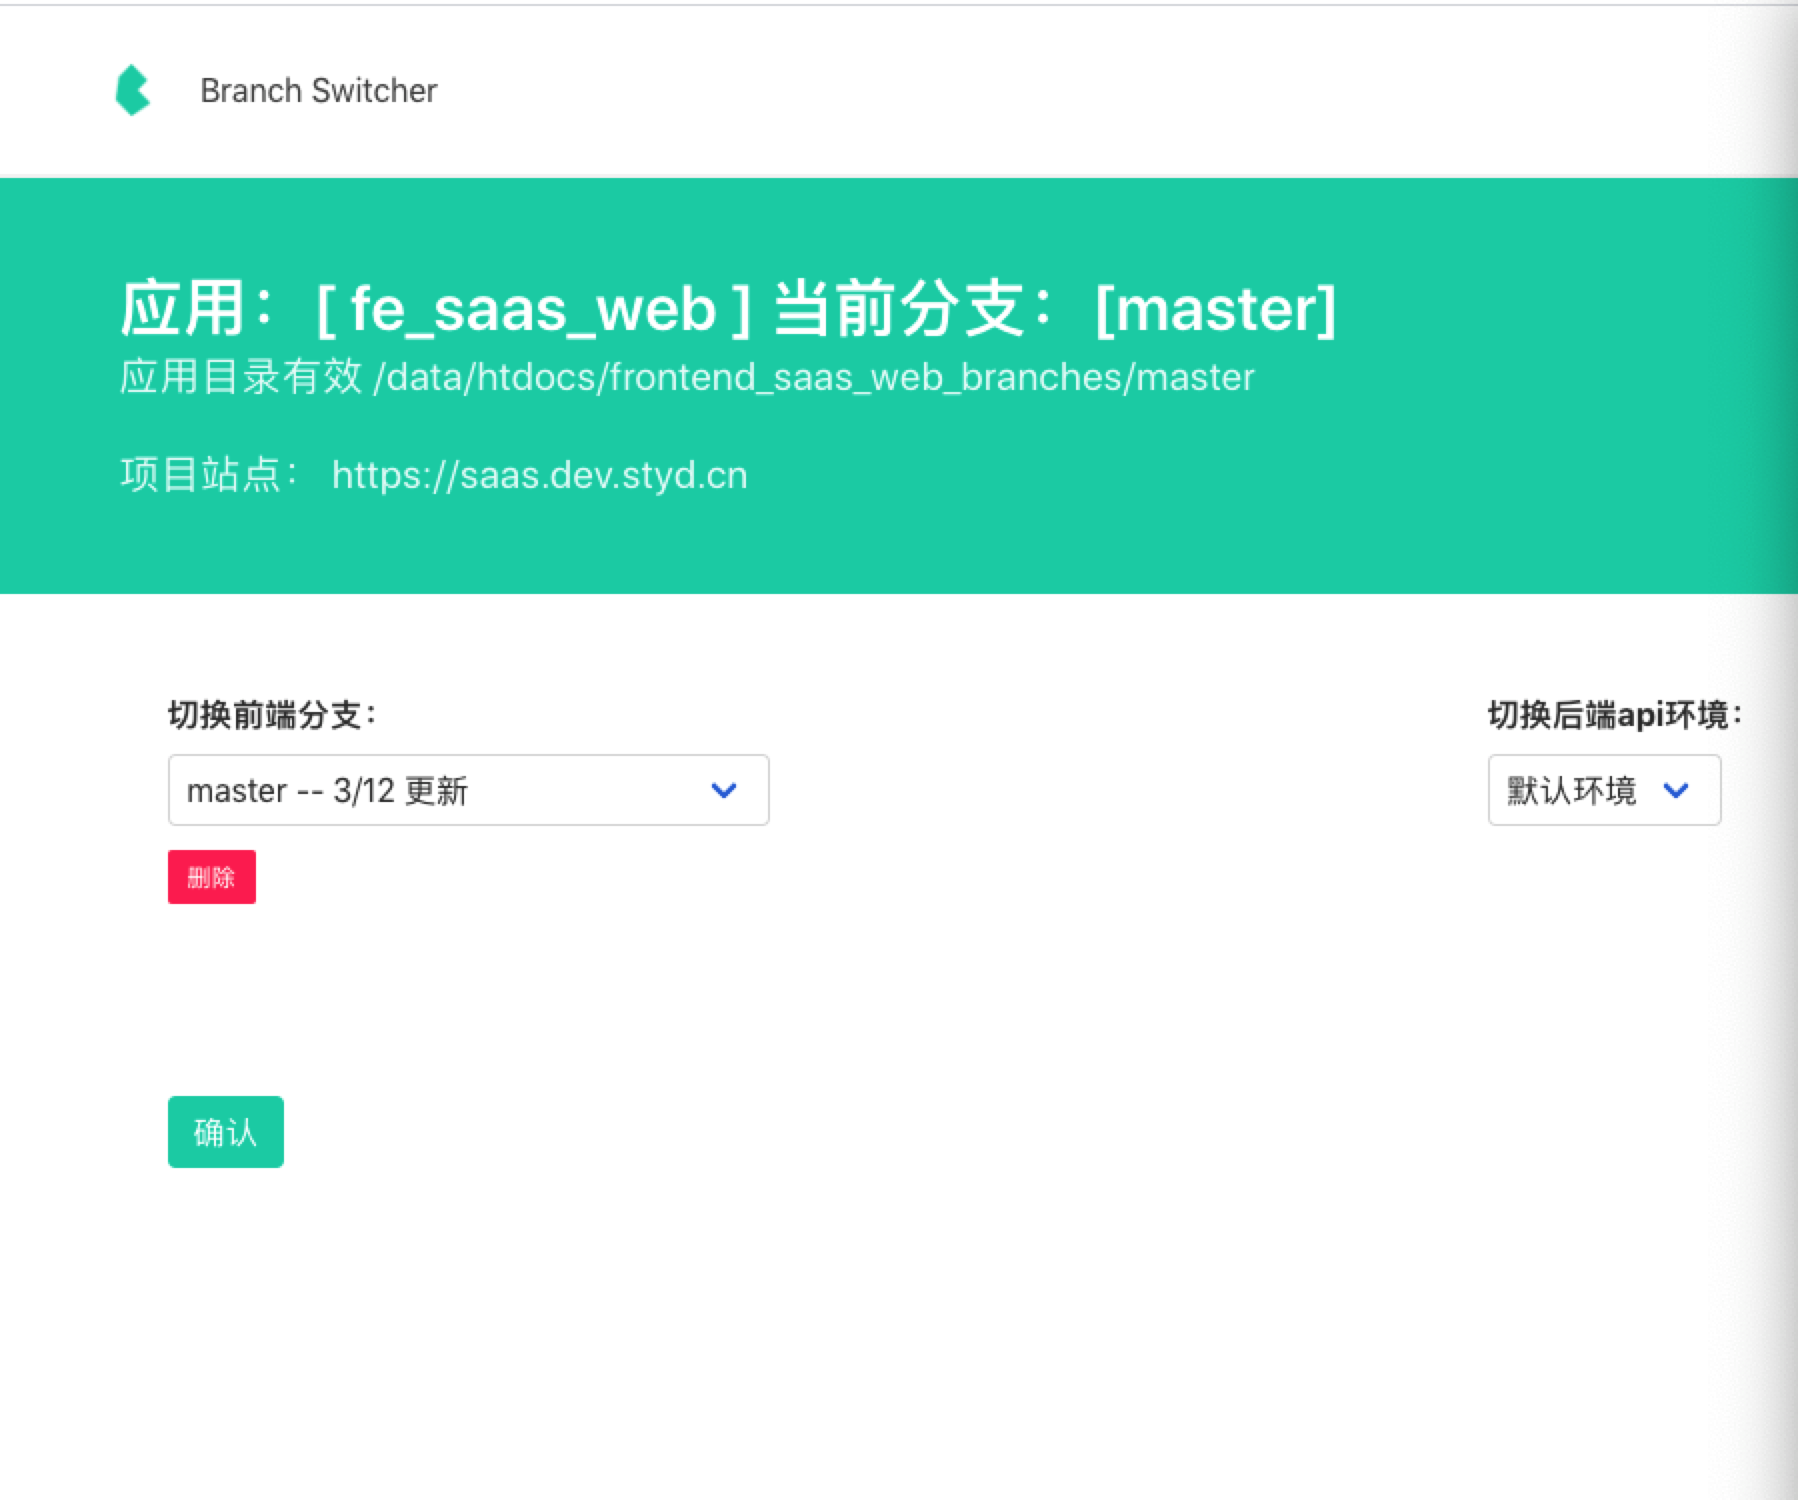 Branch Switcher
应用：[ fe_saas_web ] 当前分支：[master]
应用目录有效 /data/htdocs/frontend_saas_web_branches/master
项目站点： https://saas.dev.styd.cn
切换前端分支：
master -- 3/12 更新
删除
切换后端api环境：
默认环境
确认